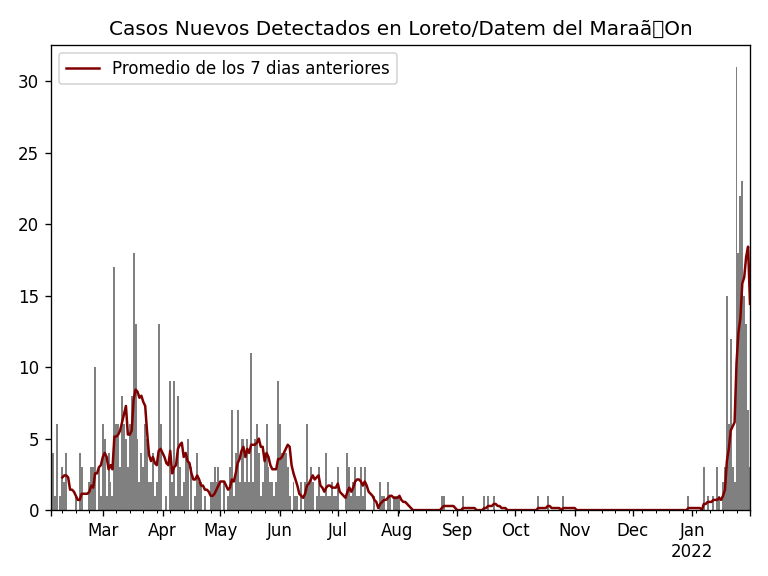 Casos Nuevos Detectados en Loreto/Datem del Maraã▯On
Promedio de los 7 dias anteriores
30
25
20
15
10
5
0
Mar Apr May Jun Jul Aug Sep Oct Nov Dec Jan
2022